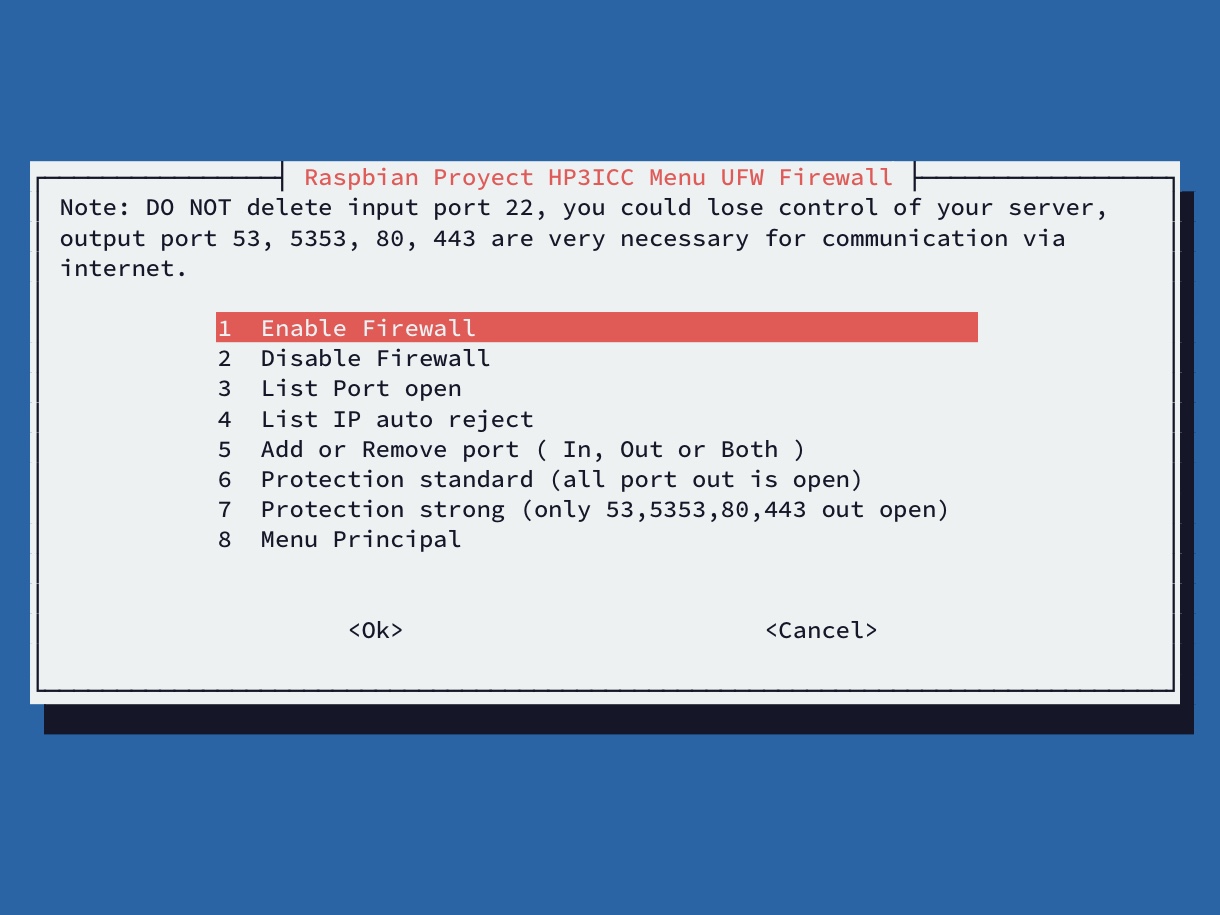 Raspbian Proyect HP3ICC Menu UFW Firewall
Note: DO NOT delete input port 22, you could lose control of your server,
output port 53, 5353, 80, 443 are very necessary for communication via
internet.
1 Enable Firewall
2 Disable Firewall
3 List Port open
4 List IP auto reject
5 Add or Remove port ( In, Out or Both )
6 Protection standard (all port out is open)
7 Protection strong (only 53,5353,80,443 out open)
8 Menu Principal
<Ok> <Cancel>